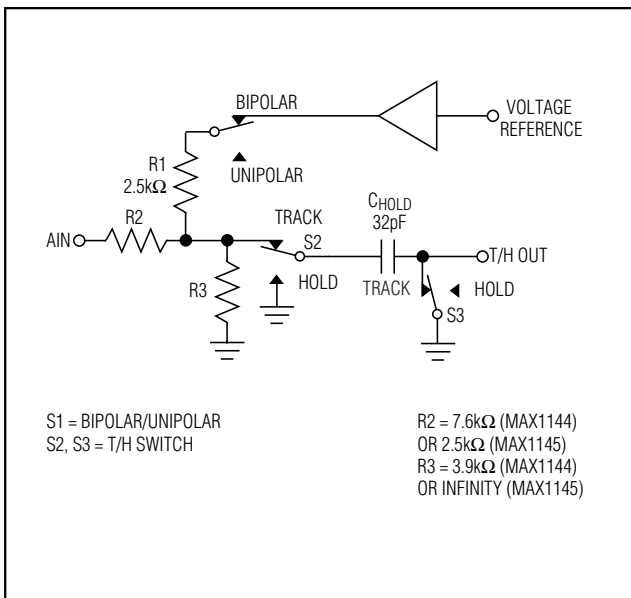 BIPOLAR
VOLTAGE
REFERENCE
R1
2.5kΩ
UNIPOLAR
R2
AIN
TRACK
S2
CHOLD
32pF
T/H OUT
R3
HOLD
TRACK
HOLD
S3
S1 = BIPOLAR/UNIPOLAR
S2, S3 = T/H SWITCH
R2 = 7.6kΩ (MAX1144)
OR 2.5kΩ (MAX1145)
R3 = 3.9kΩ (MAX1144)
OR INFINITY (MAX1145)